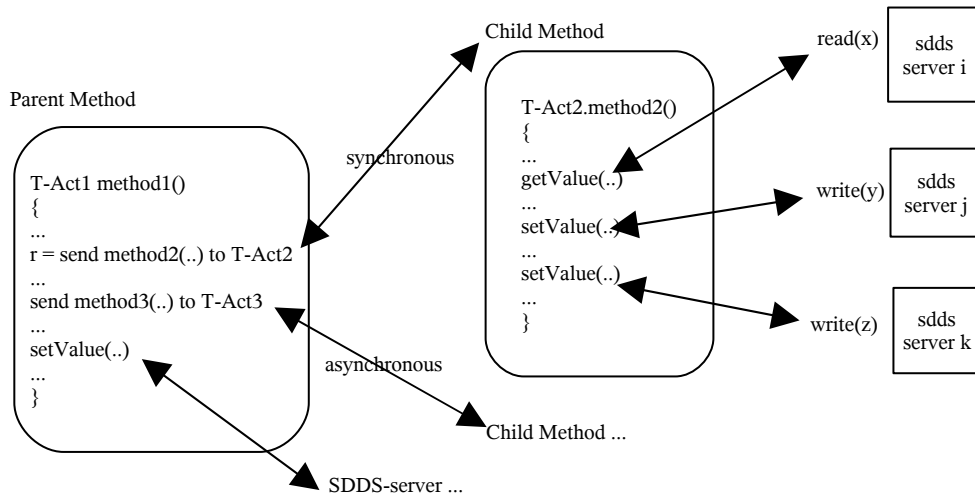 Parent Method
T-Act1 method1()
{
...
r = send method2(..) to T-Act2
...
send method3(..) to T-Act3
...
setValue(..)
...
}
synchronous
asynchronous
Child Method
T-Act2.method2()
{
...
getValue(..)
...
setValue(..)
...
setValue(..)
...
}
Child Method ...
SDDS-server ...
read(x)
sdds
server i
write(y)
sdds
server j
write(z)
sdds
server k